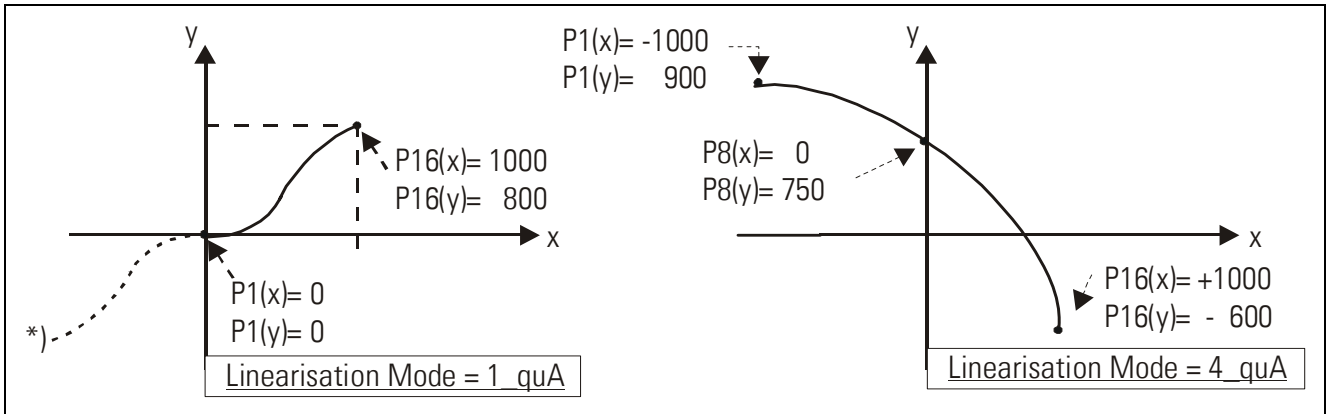 y
P16(x)= 1000
P16(y)= 800
x
P1(x)= 0
P1(y)= 0
*)
Linearisation Mode = 1_quA
P1(x)= -1000
P1(y)= 900
y
P8(x)= 0
P8(y)= 750
x
P16(x)= +1000
P16(y)= - 600
Linearisation Mode = 4_quA